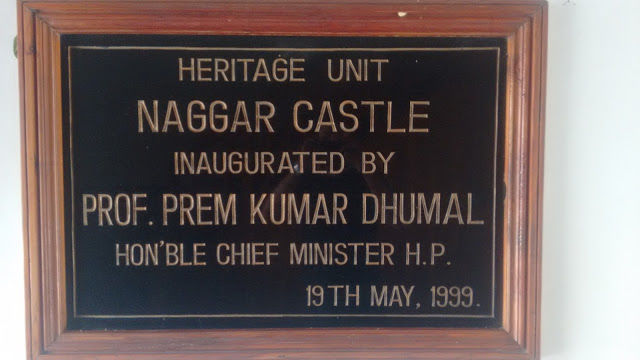 HERITAGE UNIT
NAGGAR CASTLE
INAUGURATED BY
PROF. PREM KUMAR DHUMAL
HON'BLE CHIEF MINISTER H.P.
19TH MAY, 1999.